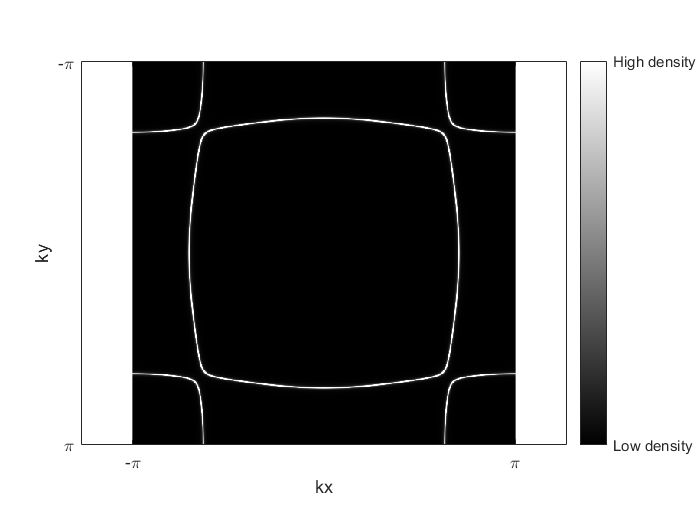 -π
High density
ky
π
Low density
-π
π
kx